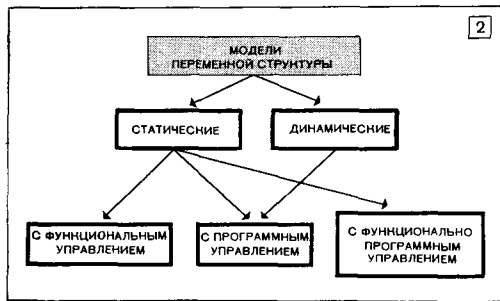 2
МОДЕЛИ
ПЕРЕМЕННОЙ СТРУКТУРЫ
СТАТИЧЕСКИЕ
ДИНАМИЧЕСКИЕ
С ФУНКЦИОНАЛЬНЫМ
УПРАВЛЕНИЕМ
С ПРОГРАММНЫМ
УПРАВЛЕНИЕМ
С ФУНКЦИОНАЛЬНО
ПРОГРАММНЫМ
УПРАВЛЕНИЕМ